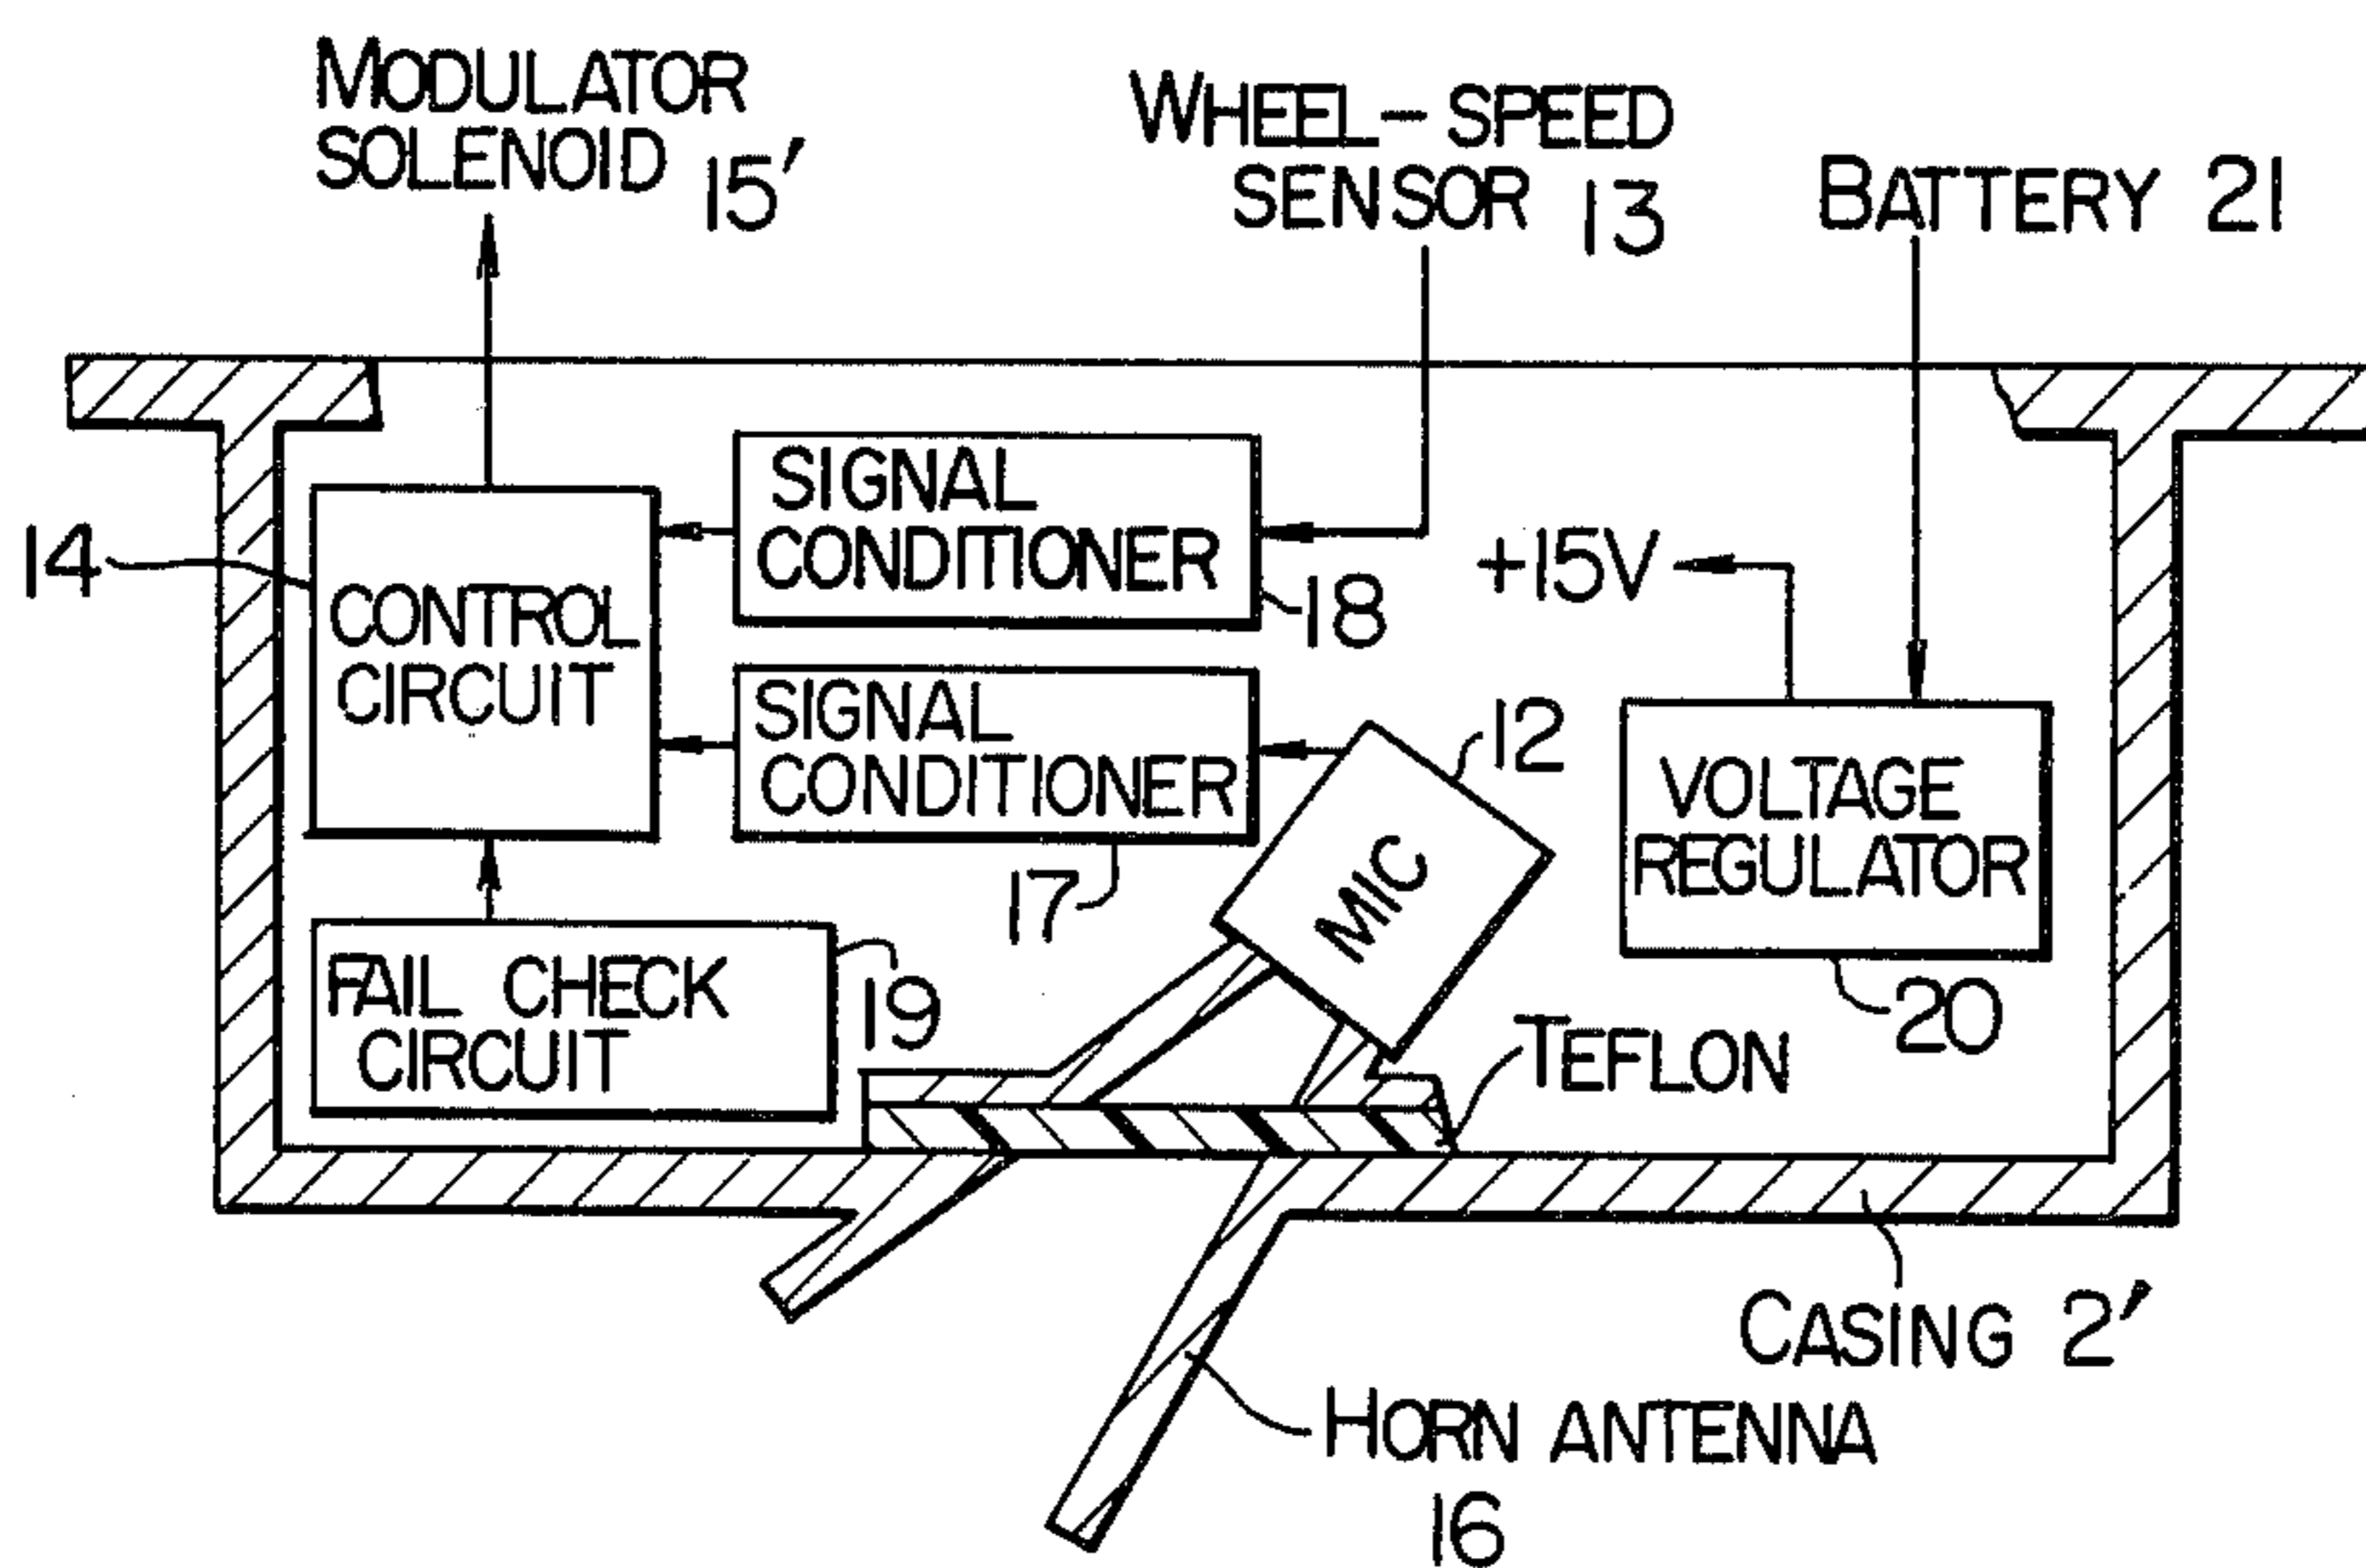 MODULATOR
SOLENOID 15'
WHEEL-SPEED
SENSOR 13
BATTERY 21
14
CONTROL
CIRCUIT
SIGNAL
CONDITIONER
18
+15V
SIGNAL
CONDITIONER
17
12
MIC
VOLTAGE
REGULATOR
20
FAIL CHECK
CIRCUIT
19
TEFLON
CASING 2'
HORN ANTENNA
16